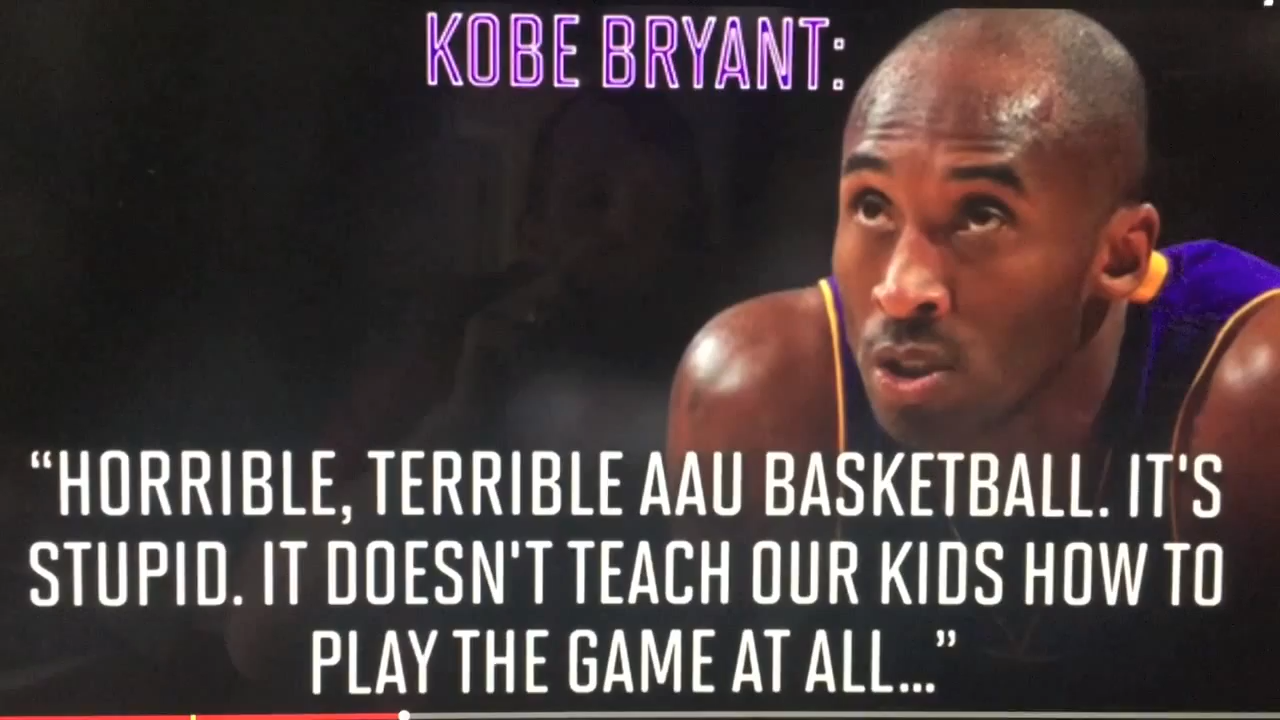 KOBE BRYANT:
“HORRIBLE, TERRIBLE AAU BASKETBALL. IT'S
STUPID. IT DOESN'T TEACH OUR KIDS HOW TO
PLAY THE GAME AT ALL...”